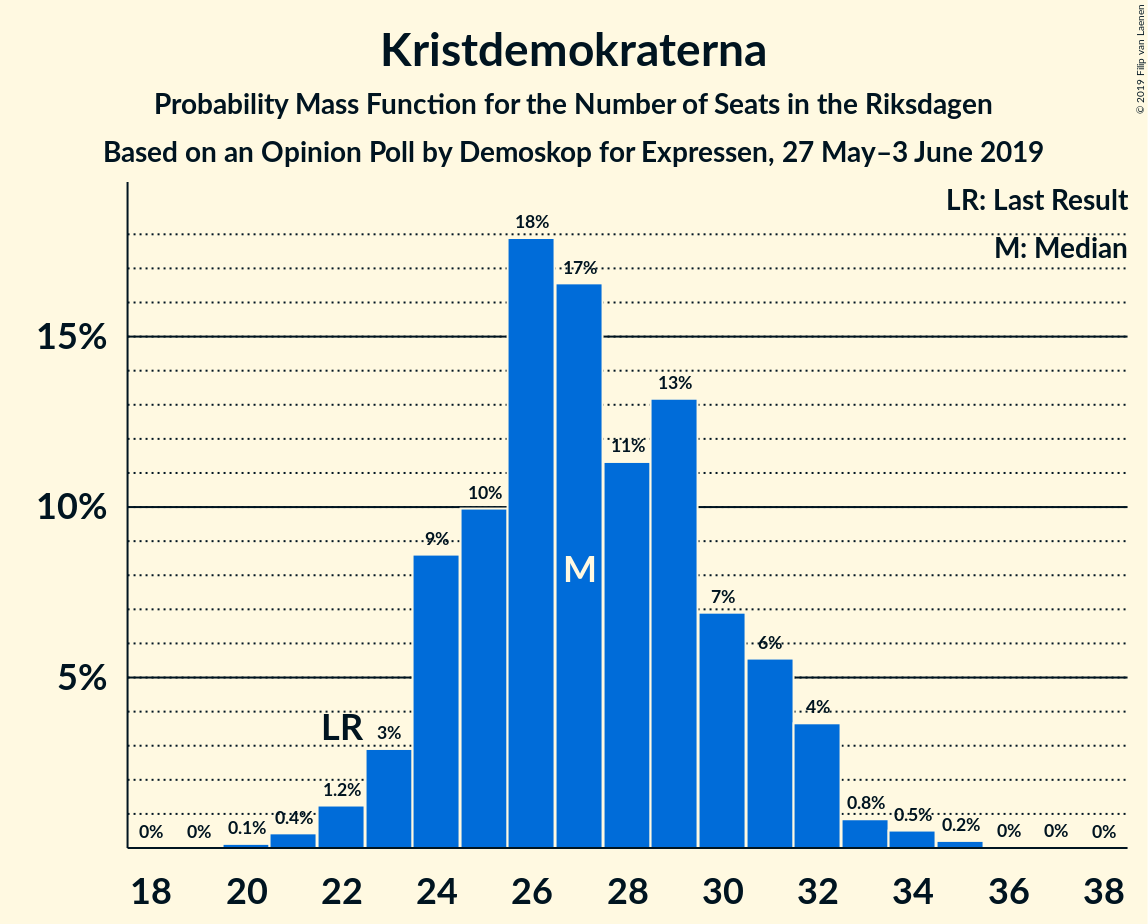 Kristdemokraterna
Probability Mass Function for the Number of Seats in the Riksdagen
Based on an Opinion Poll by Demoskop for Expressen, 27 May–3 June 2019
© 2019 Filip van Laenen
LR: Last Result
M: Median
15%
10%
5%
0%
0%
0.1%
0.4%
1.2%
LR
3%
9%
10%
18%
17%
M
11%
13%
7%
6%
4%
0.8%
0.5%
0.2%
0%
0%
0%
18 20 22 24 26 28 30 32 34 36 38